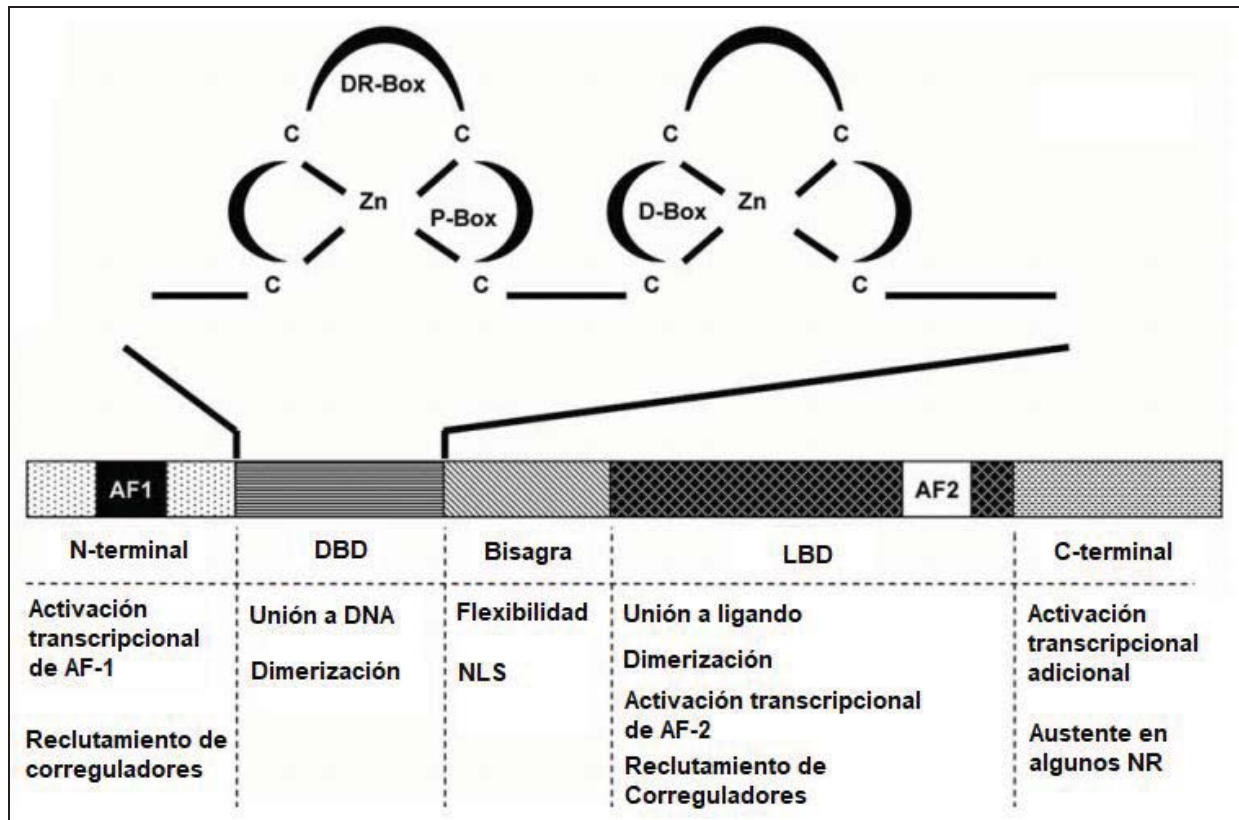 DR-Box
C C C C
Zn Zn
P-Box D-Box
C C C C
AF1 AF2
N-terminal DBD Bisagra LBD C-terminal
Activación
transcripcional
de AF-1
Reclutamiento de
correguladores
Unión a DNA
Dimerización
Flexibilidad
NLS
Unión a ligando
Dimerización
Activación transcripcional
de AF-2
Reclutamiento de
Correguladores
Activación
transcripcional
adicional
Austente en
algunos NR